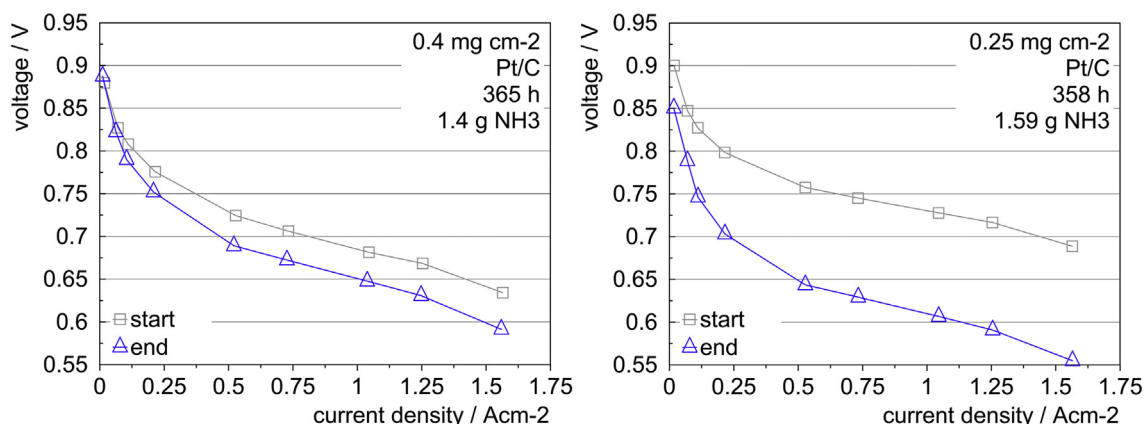 voltage / V
0.95
0.9
0.85
0.8
0.75
0.7
0.65
0.6
0.55
0.4 mg cm-2
Pt/C
365 h
1.4 g NH3
start
end
0
0.25
0.5
0.75
1
1.25
1.5
1.75
current density / Acm-2
voltage / V
0.95
0.9
0.85
0.8
0.75
0.7
0.65
0.6
0.55
0.25 mg cm-2
Pt/C
358 h
1.59 g NH3
start
end
0
0.25
0.5
0.75
1
1.25
1.5
1.75
current density / Acm-2